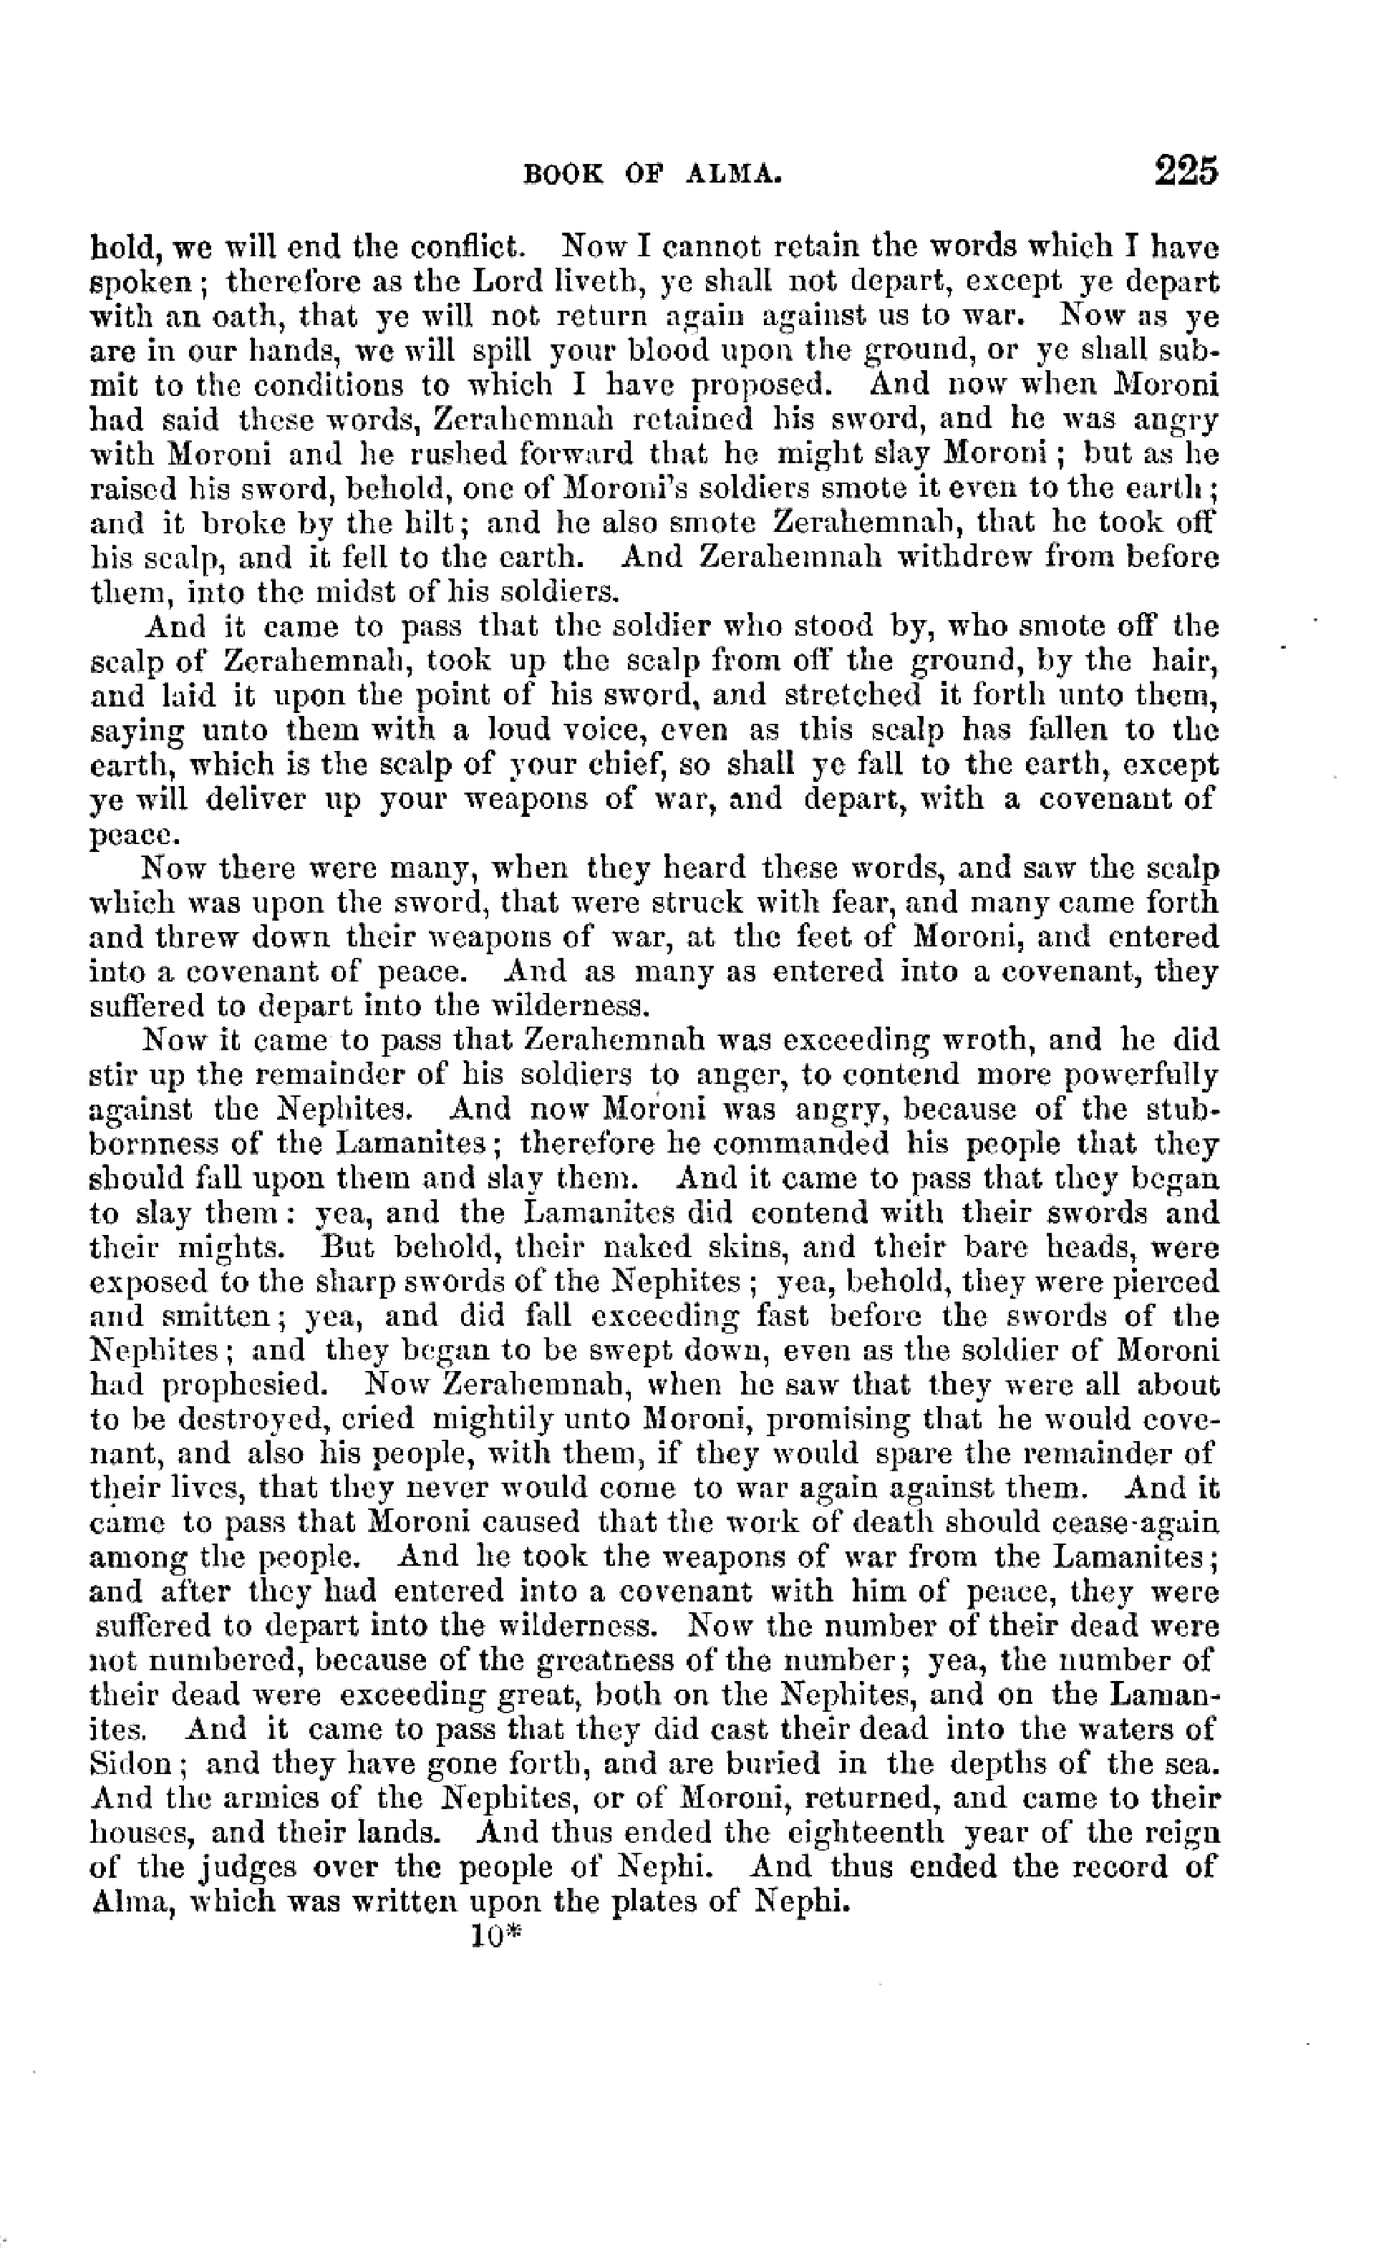 BOOK OF ALMA. 225
hold, we will end the conflict. Now I cannot retain the words which I have
spoken; therefore as the Lord liveth, ye shall not depart, except ye depart
with an oath, that ye will not return again against us to war. Now as ye
are in our hands, we will spill your blood upon the ground, or ye shall sub-
mit to the conditions to which I have proposed. And now when Moroni
had said these words, Zerahemnah retained his sword, and he was angry
with Moroni and he rushed forward that he might slay Moroni; but as he
raised his sword, behold, one of Moroni's soldiers smote it even to the earth;
and it broke by the hilt; and he also smote Zerahemnah, that he took off
his scalp, and it fell to the earth. And Zerahemnah withdrew from before
them, into the midst of his soldiers.
And it came to pass that the soldier who stood by, who smote off the
scalp of Zerahemnah, took up the scalp from off the ground, by the hair,
and laid it upon the point of his sword, and stretched it forth unto them,
saying unto them with a loud voice, even as this scalp has fallen to the
earth, which is the scalp of your chief, so shall ye fall to the earth, except
ye will deliver up your weapons of war, and depart, with a covenant of
peace.
Now there were many, when they heard these words, and saw the scalp
which was upon the sword, that were struck with fear, and many came forth
and threw down their weapons of war, at the feet of Moroni, and entered
into a covenant of peace. And as many as entered into a covenant, they
suffered to depart into the wilderness.
Now it came to pass that Zerahemnah was exceeding wroth, and he did
stir up the remainder of his soldiers to anger, to contend more powerfully
against the Nephites. And now Moroni was angry, because of the stub-
bornness of the Lamanites; therefore he commanded his people that they
should fall upon them and slay them. And it came to pass that they began
to slay them: yea, and the Lamanites did contend with their swords and
their mights. But behold, their naked skins, and their bare heads, were
exposed to the sharp swords of the Nephites; yea, behold, they were pierced
and smitten; yea, and did fall exceeding fast before the swords of the
Nephites; and they began to be swept down, even as the soldier of Moroni
had prophesied. Now Zerahemnah, when he saw that they were all about
to be destroyed, cried mightily unto Moroni, promising that he would cove-
nant, and also his people, with them, if they would spare the remainder of
their lives, that they never would come to war again against them. And it
came to pass that Moroni caused that the work of death should cease-again
among the people. And he took the weapons of war from the Lamanites;
and after they had entered into a covenant with him of peace, they were
suffered to depart into the wilderness. Now the number of their dead were
not numbered, because of the greatness of the number; yea, the number of
their dead were exceeding great, both on the Nephites, and on the Laman-
ites. And it came to pass that they did cast their dead into the waters of
Sidon; and they have gone forth, and are buried in the depths of the sea.
And the armies of the Nephites, or of Moroni, returned, and came to their
houses, and their lands. And thus ended the eighteenth year of the reign
of the judges over the people of Nephi. And thus ended the record of
Alma, which was written upon the plates of Nephi.
10*